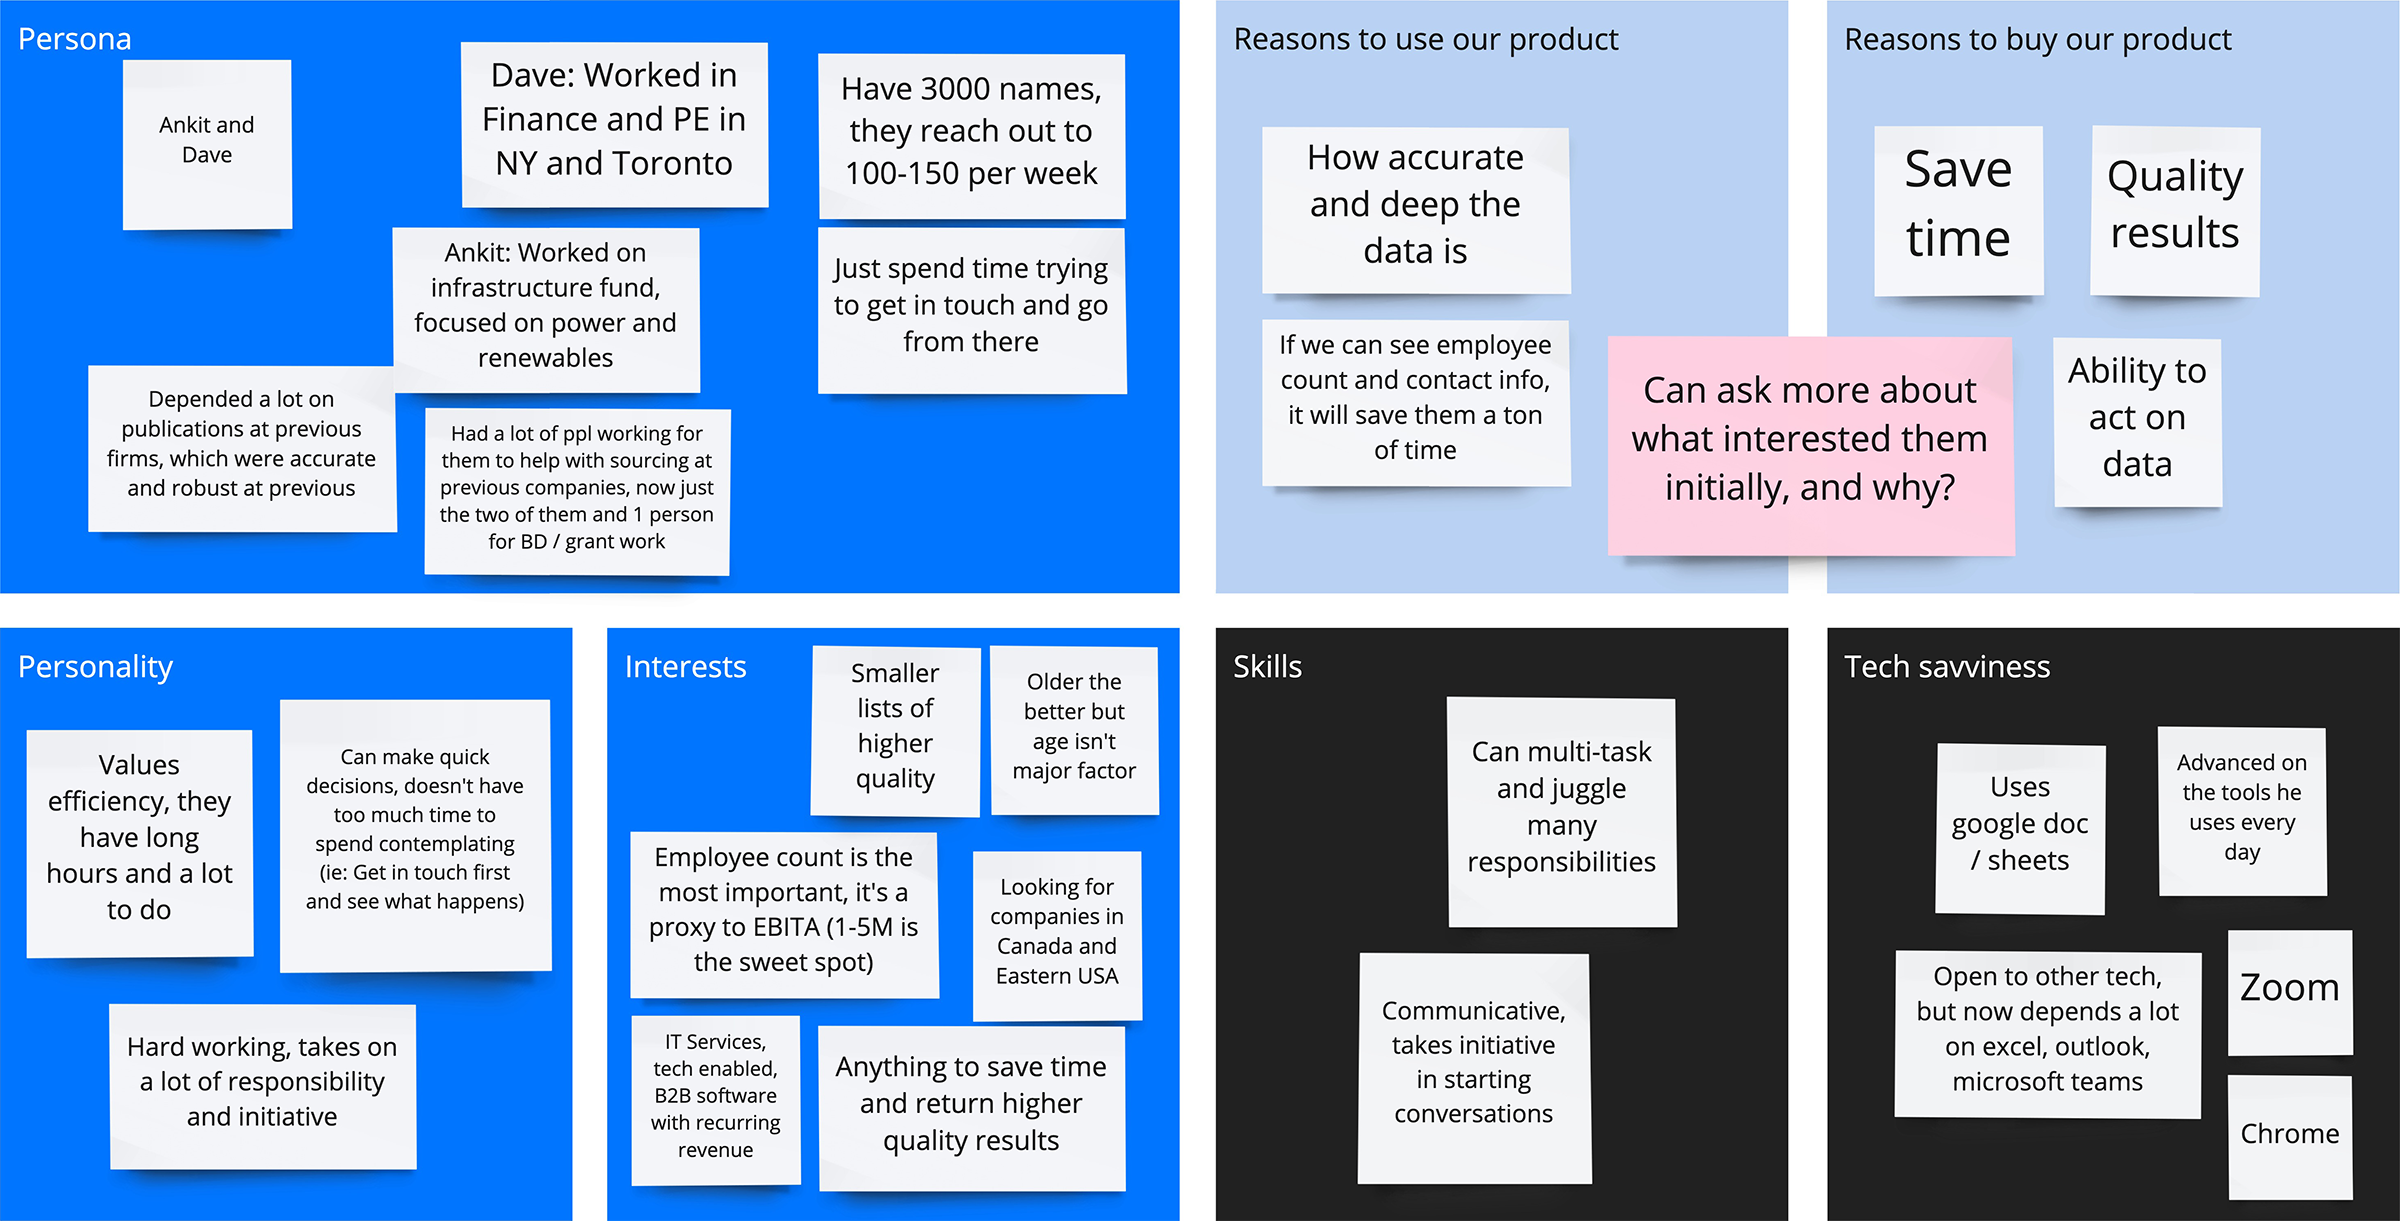 Persona
Ankit and
Dave
Dave: Worked in
Finance and PE in
NY and Toronto
Have 3000 names,
they reach out to
100-150 per week
Ankit: Worked on
infrastructure fund,
focused on power and
renewables
Just spend time trying
to get in touch and go
from there
Depended a lot on
publications at previous
firms, which were accurate
and robust at previous
Had a lot of ppl working for
them to help with sourcing at
previous companies, now just
the two of them and 1 person
for BD / grant work
Reasons to use our product
How accurate
and deep the
data is
If we can see employee
count and contact info,
it will save them a ton
of time
Can ask more about
what interested them
initially, and why?
Reasons to buy our product
Save
time
Quality
results
Ability to
act on
data
Personality
Values
efficiency, they
have long
hours and a lot
to do
Can make quick
decisions, doesn't have
too much time to
spend contemplating
(ie: Get in touch first
and see what happens)
Hard working, takes on
a lot of responsibility
and initiative
Interests
Smaller
lists of
higher
quality
Older the
better but
age isn't
major factor
Employee count is the
most important, it's a
proxy to EBITA (1-5M is
the sweet spot)
Looking for
companies in
Canada and
Eastern USA
IT Services,
tech enabled,
B2B software
with recurring
revenue
Anything to save time
and return higher
quality results
Skills
Can multi-task
and juggle
many
responsibilities
Communicative,
takes initiative
in starting
conversations
Tech savviness
Uses
google doc
/ sheets
Advanced on
the tools he
uses every
day
Open to other tech,
but now depends a lot
on excel, outlook,
microsoft teams
Zoom
Chrome